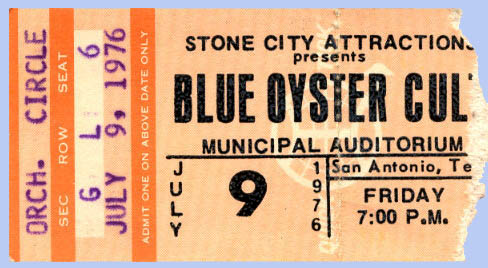 ORCH. CIRCLE
SEC ROW SEAT
G L 6
JULY 9, 1976
ADMIT ONE ON ABOVE DATE ONLY
STONE CITY ATTRACTIONS
presents
BLUE OYSTER CUL
MUNICIPAL AUDITORIUM
JULY 9 1976
San Antonio, Te
FRIDAY
7:00 P.M.